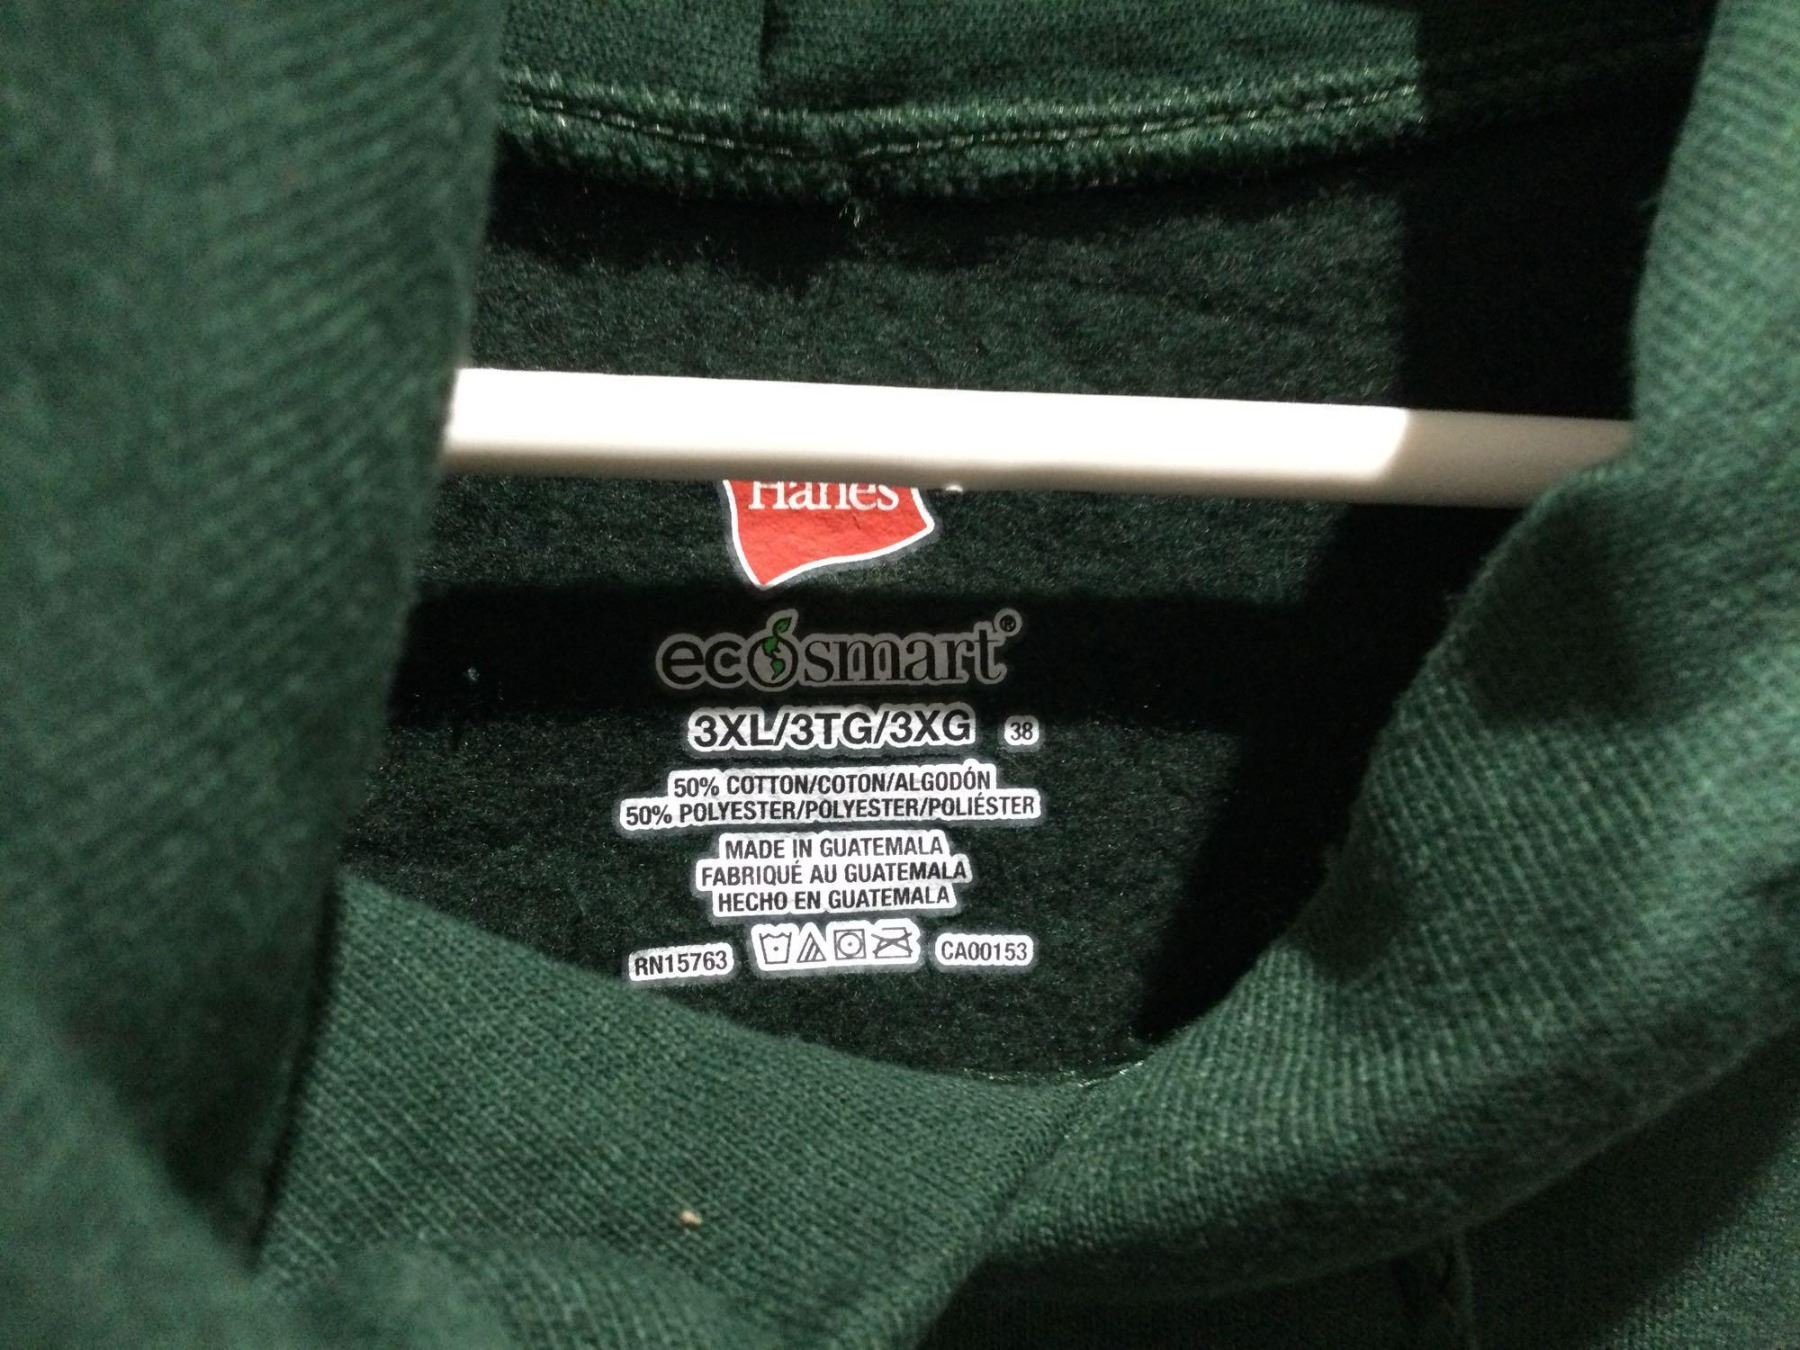 Hanes
ecosmart®
3XL/3TG/3XG 38
50% COTTON/COTON/ALGODÓN
50% POLYESTER/POLYESTER/POLIÉSTER
MADE IN GUATEMALA
FABRIQUÉ AU GUATEMALA
HECHO EN GUATEMALA
RN15763 CA00153